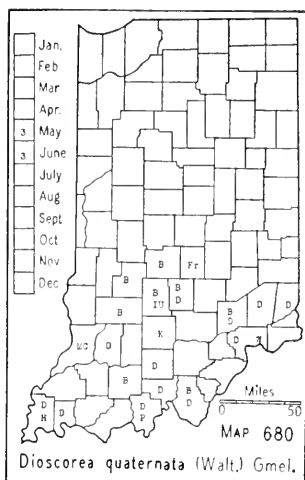 Jan.
Feb
Mar
Apr.
3 May
3 June
July
Aug
Sept
Oct
Nov
Dec
B Fr
B
B B
IU D
B
B D D
D
K
D D
D
B
D B
D
D D D
H P
Miles
0 50
MAP 680
Dioscorea quaternata (Walt.) Gmel.